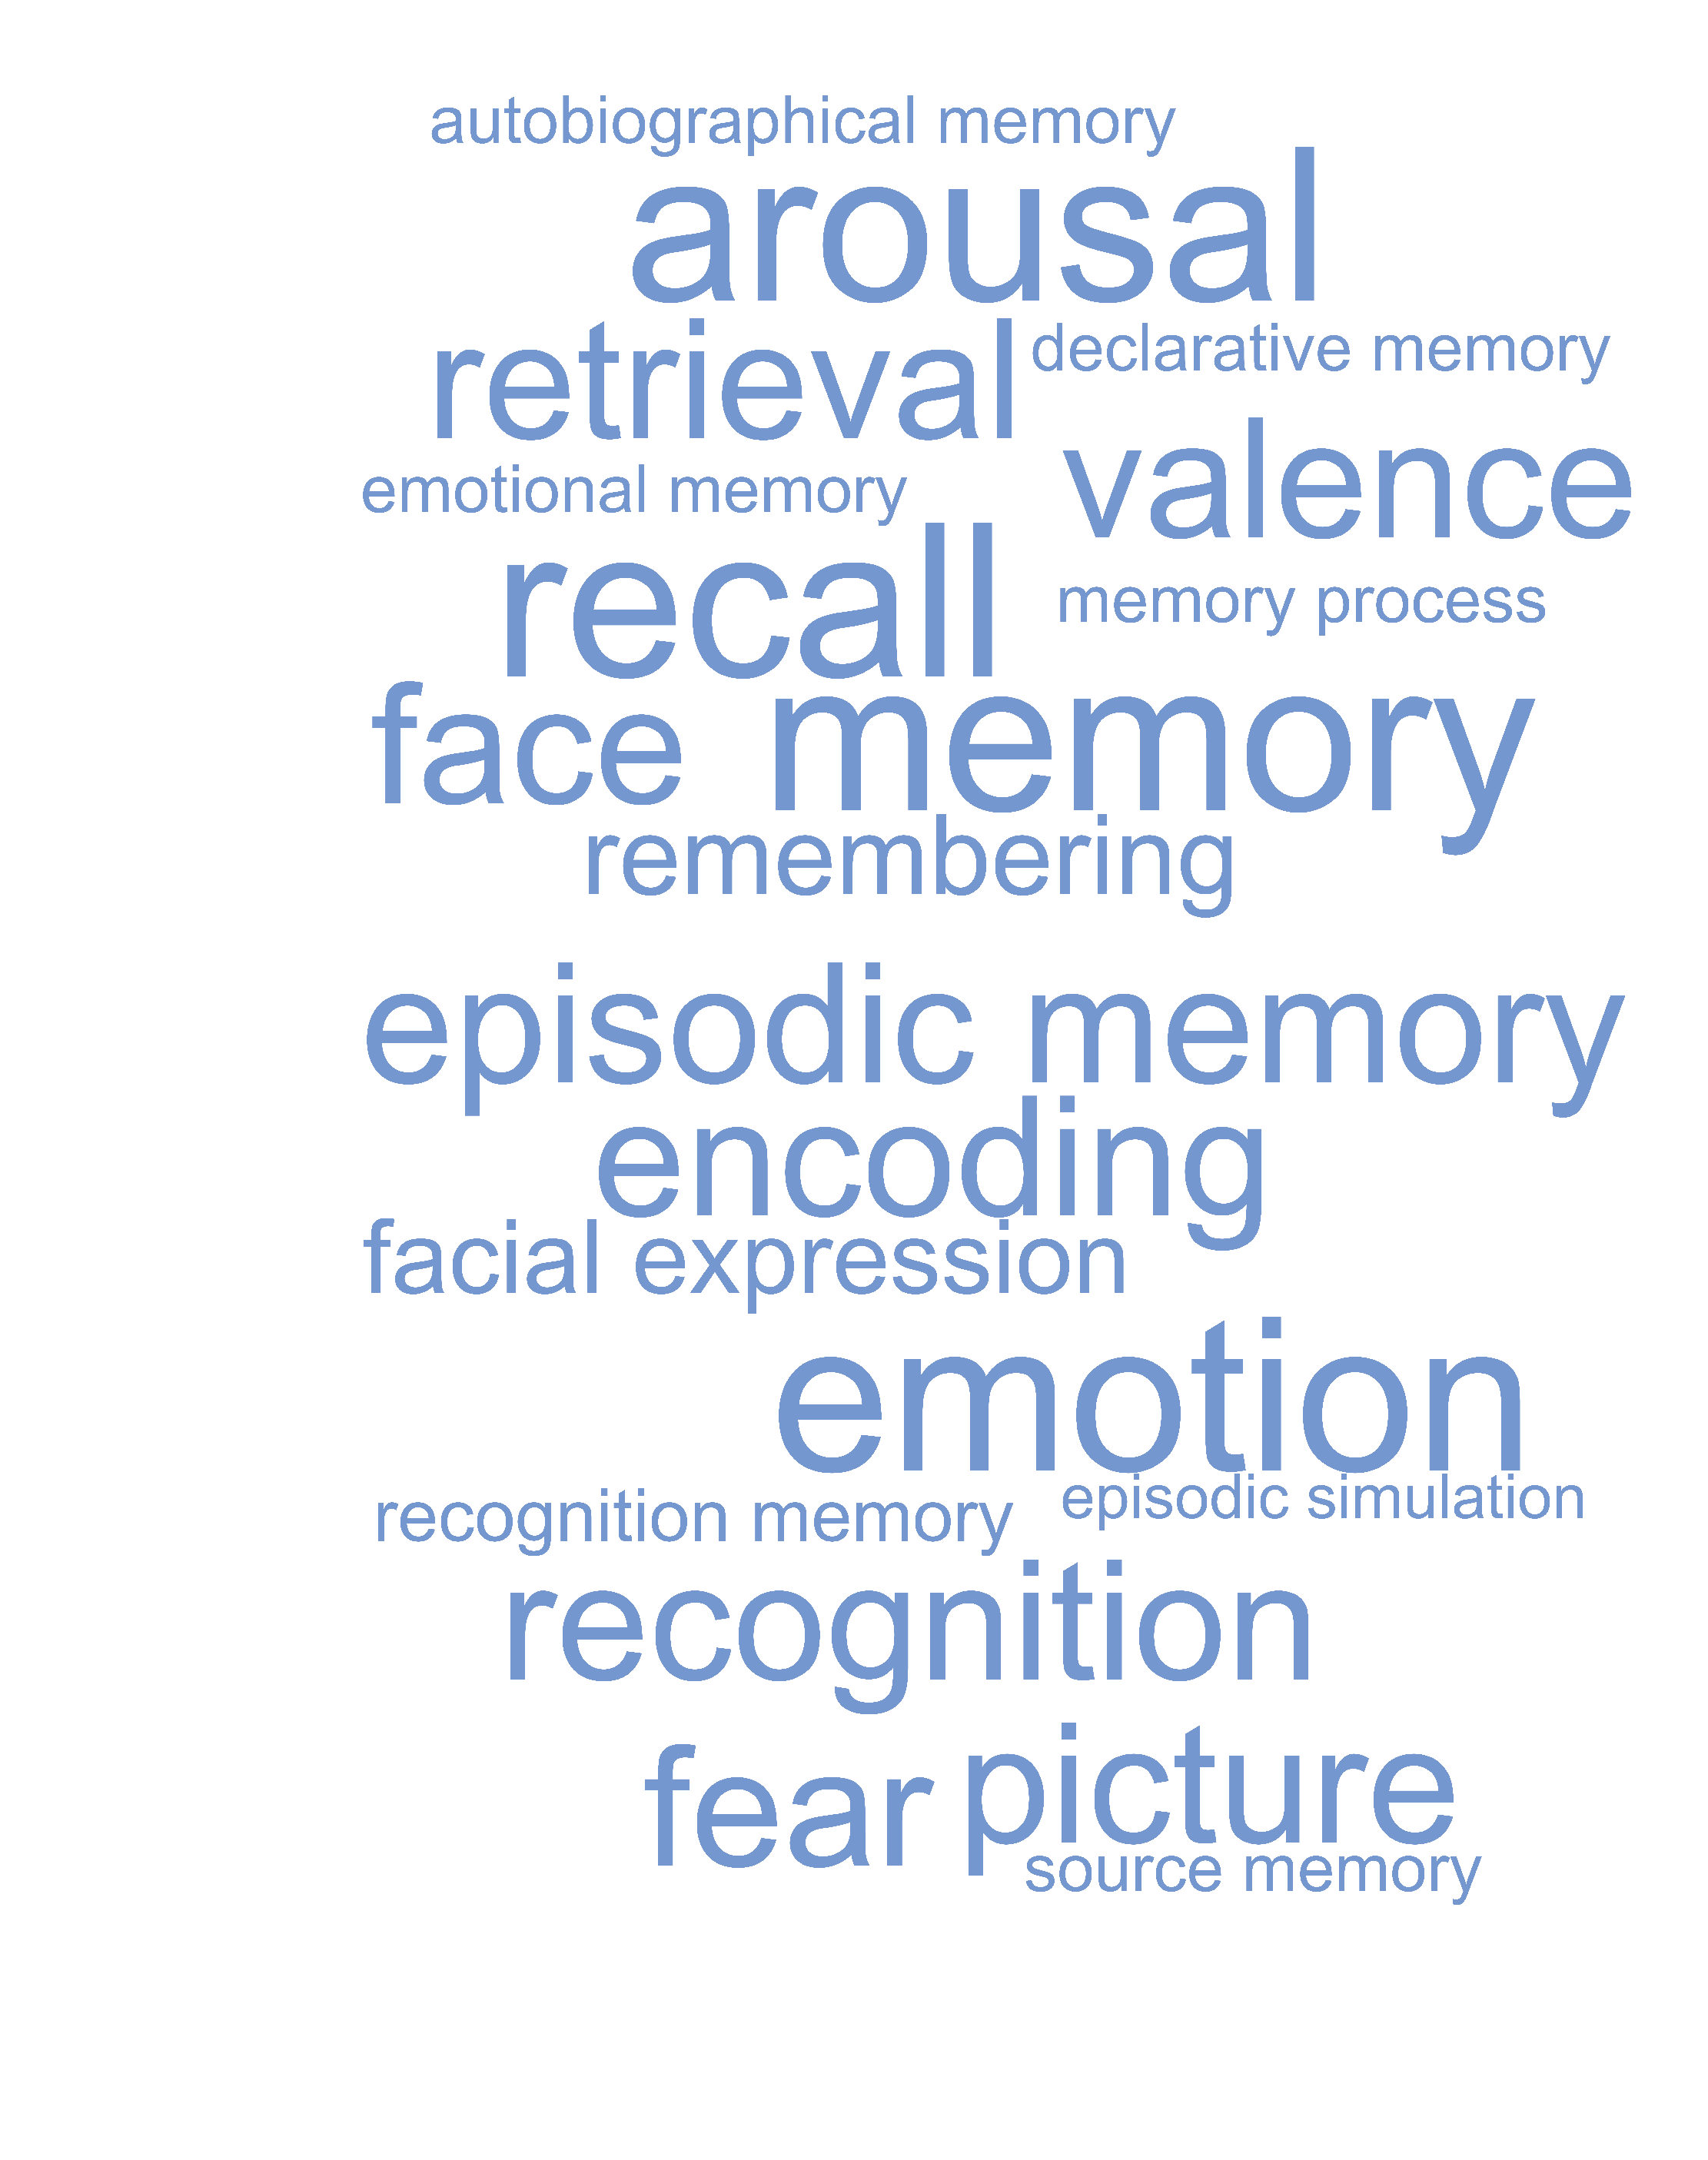 autobiographical memory
arousal
retrieval
declarative memory
valence
emotional memory
recall
memory process
face
memory
remembering
episodic memory
encoding
facial expression
emotion
recognition memory
episodic simulation
recognition
fear
picture
source memory